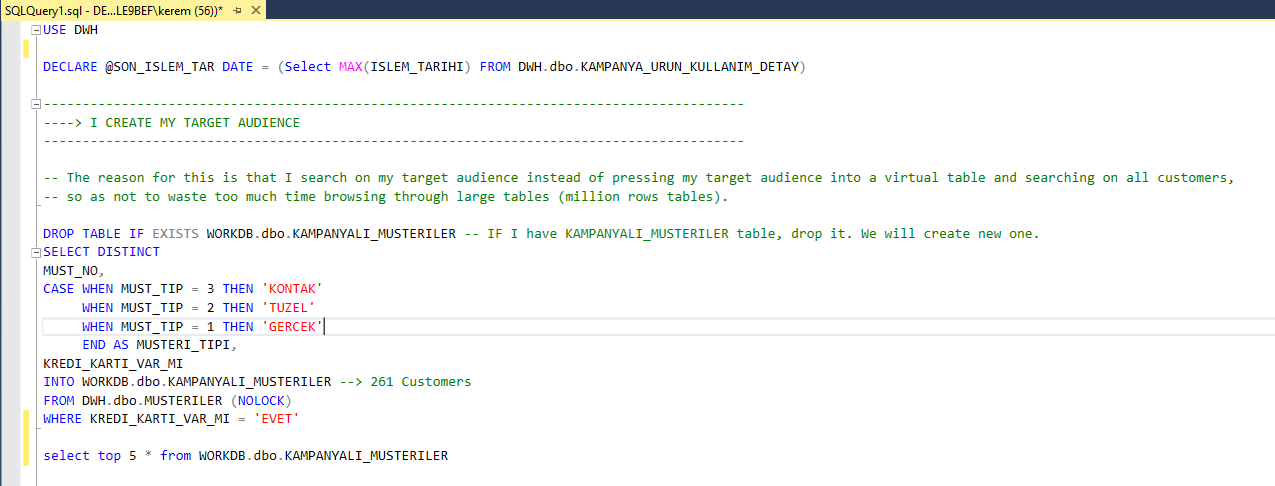 SQLQuery1.sql - DE...LE9BEF\kerem (56))*
USE DWH
DECLARE @SON_ISLEM_TAR DATE = (Select MAX(ISLEM_TARIHI) FROM DWH.dbo.KAMPANYA_URUN_KULLANIM_DETAY)
------------------------------------------------------------------------------------------
----> I CREATE MY TARGET AUDIENCE
------------------------------------------------------------------------------------------
-- The reason for this is that I search on my target audience instead of pressing my target audience into a virtual table and searching on all customers,
-- so as not to waste too much time browsing through large tables (million rows tables).
DROP TABLE IF EXISTS WORKDB.dbo.KAMPANYALI_MUSTERILER -- IF I have KAMPANYALI_MUSTERILER table, drop it. We will create new one.
SELECT DISTINCT
MUST_NO,
CASE WHEN MUST_TIP = 3 THEN 'KONTAK'
WHEN MUST_TIP = 2 THEN 'TUZEL'
WHEN MUST_TIP = 1 THEN 'GERCEK'
END AS MUSTERI_TIPI,
KREDI_KARTI_VAR_MI
INTO WORKDB.dbo.KAMPANYALI_MUSTERILER --> 261 Customers
FROM DWH.dbo.MUSTERILER (NOLOCK)
WHERE KREDI_KARTI_VAR_MI = 'EVET'
select top 5 * from WORKDB.dbo.KAMPANYALI_MUSTERILER